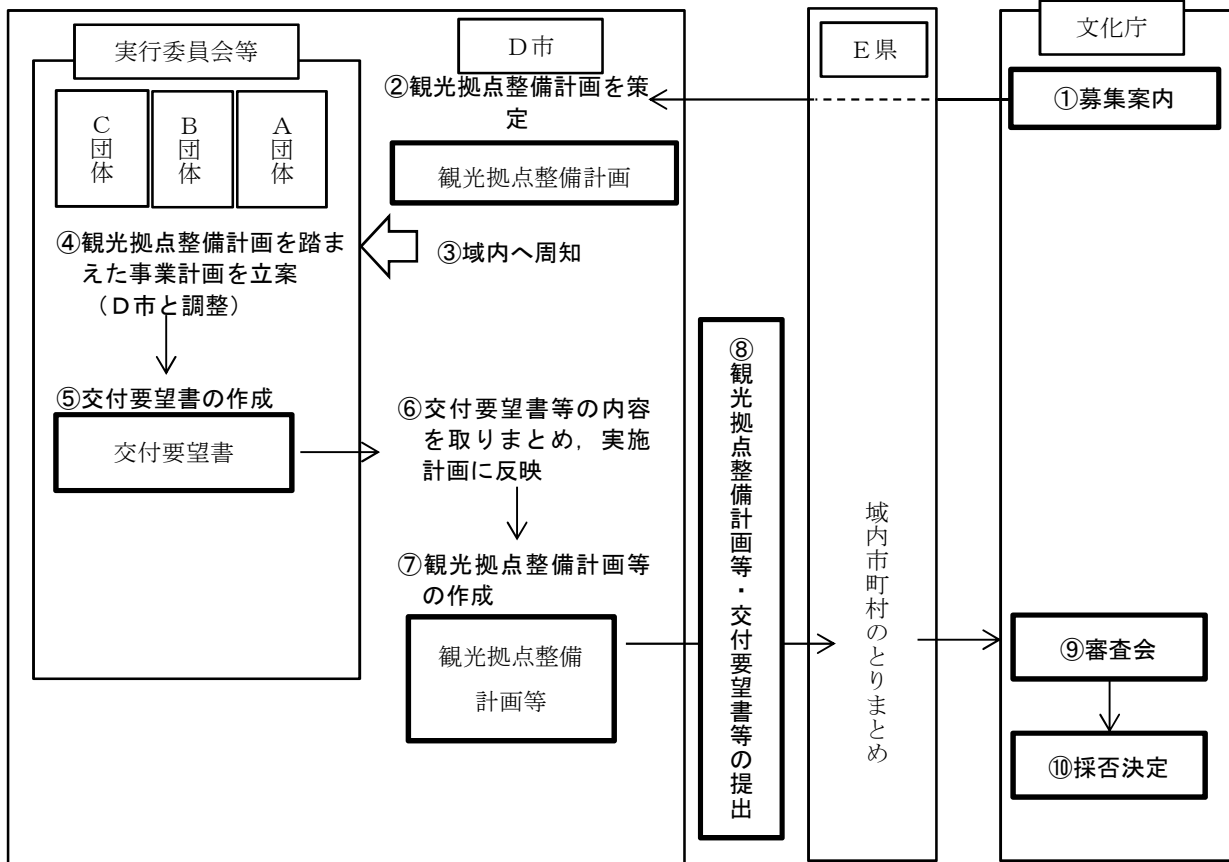 実行委員会等
D市
E県
文化庁
①募集案内
②観光拠点整備計画を策
定
観光拠点整備計画
C団体
B団体
A団体
③域内へ周知
④観光拠点整備計画を踏ま
えた事業計画を立案
(D市と調整)
⑤交付要望書の作成
交付要望書
⑥交付要望書等の内容
を取りまとめ,実施
計画に反映
⑦観光拠点整備計画等
の作成
観光拠点整備
計画等
⑧観光拠点整備計画等・交付要望書等の提出
域内市町村のとりまとめ
⑨審査会
⑩採否決定